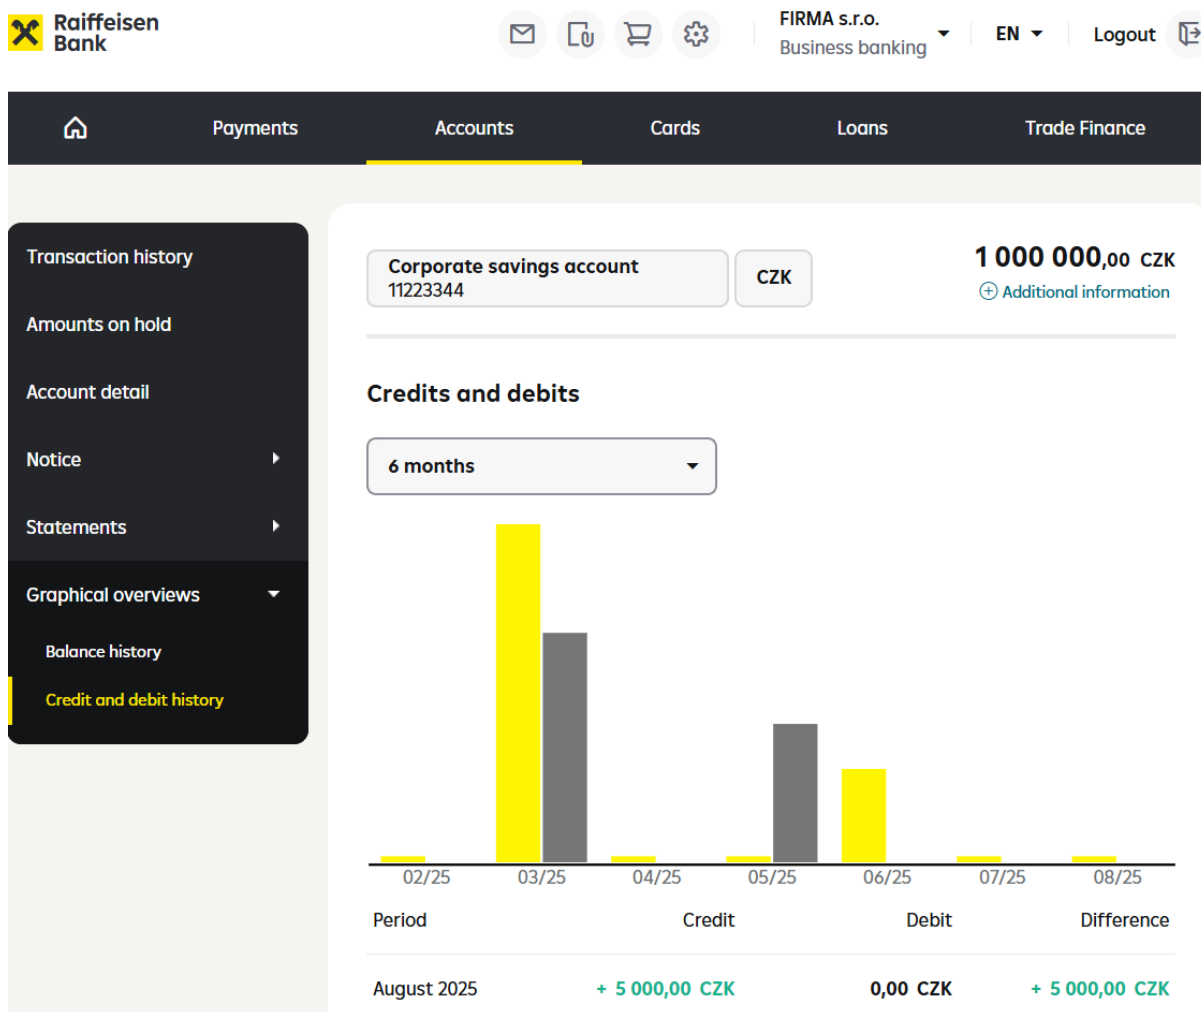 Raiffeisen
Bank
FIRMA s.r.o.
Business banking
EN
Logout
Payments
Accounts
Cards
Loans
Trade Finance
Transaction history
Amounts on hold
Account detail
Notice
Statements
Graphical overviews
Balance history
Credit and debit history
Corporate savings account
11223344
CZK
1 000 000,00 CZK
Additional information
Credits and debits
6 months
02/25 03/25 04/25 05/25 06/25 07/25 08/25
Period Credit Debit Difference
August 2025 + 5 000,00 CZK 0,00 CZK + 5 000,00 CZK